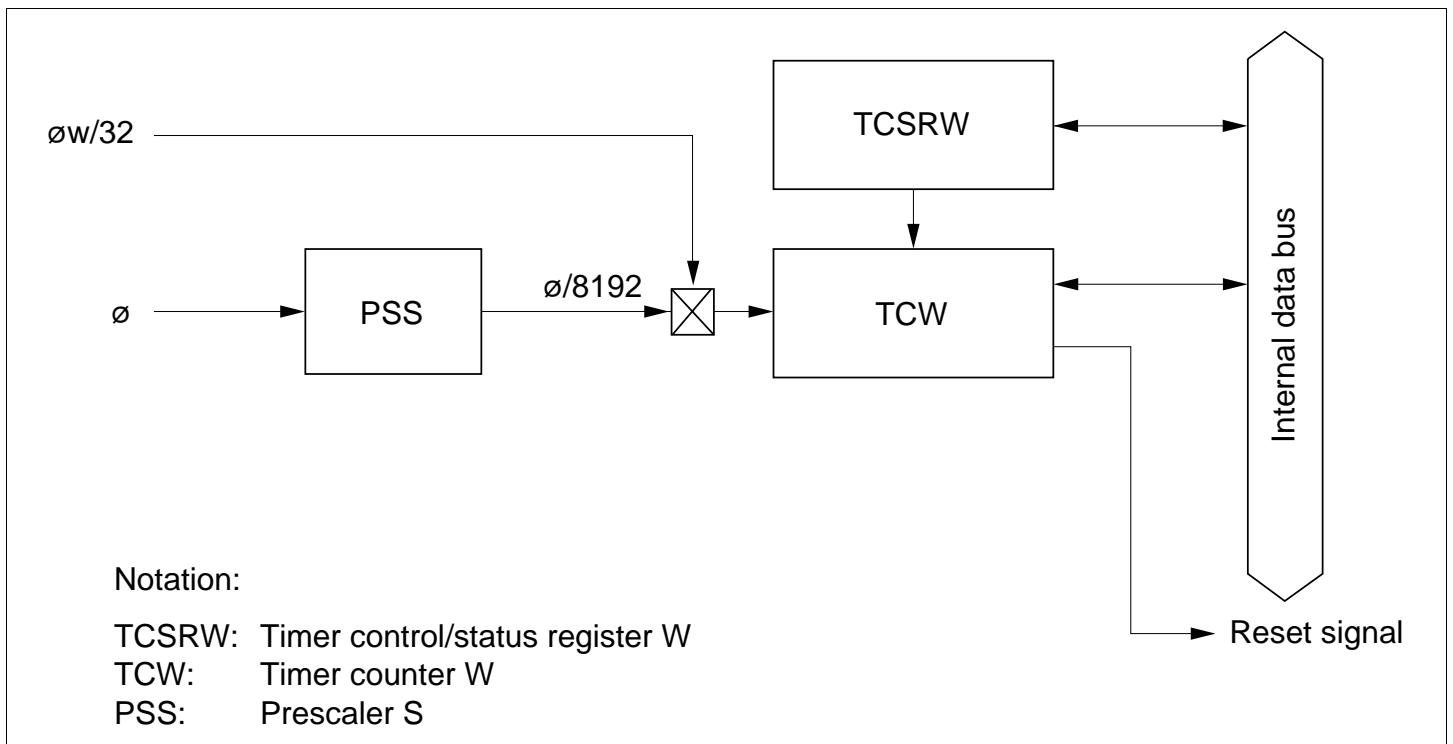 TCSRW
øw/32
ø/8192
ø
PSS
TCW
Internal data bus
Notation:
TCSRW: Timer control/status register W
TCW: Timer counter W
PSS: Prescaler S
Reset signal